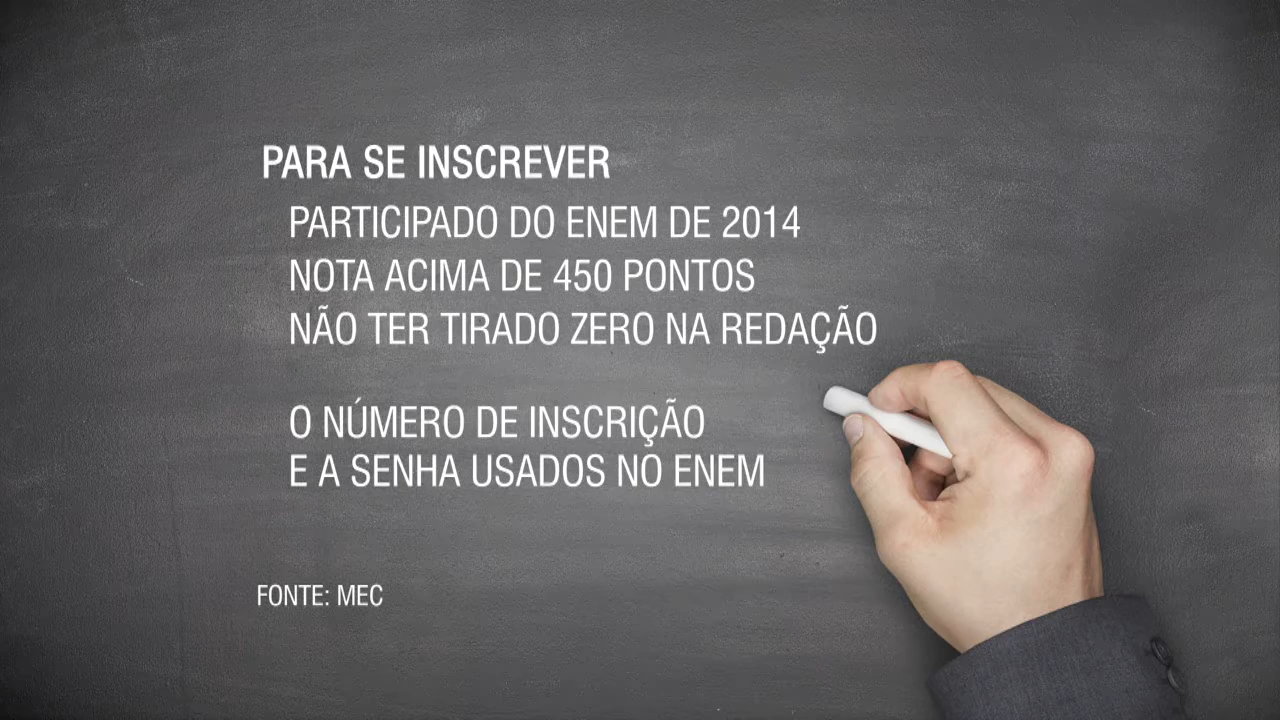 PARA SE INSCREVER
PARTICIPADO DO ENEM DE 2014
NOTA ACIMA DE 450 PONTOS
NÃO TER TIRADO ZERO NA REDAÇÃO
O NÚMERO DE INSCRIÇÃO
E A SENHA USADOS NO ENEM
FONTE: MEC